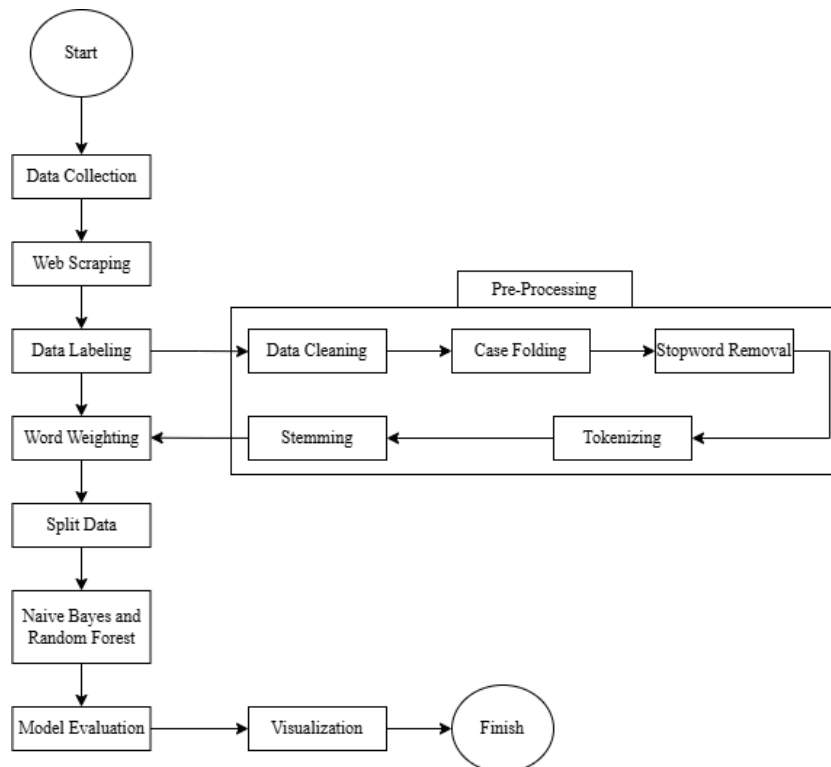 Start
Data Collection
Web Scraping
Pre-Processing
Data Labeling
Data Cleaning
Case Folding
Stopword Removal
Word Weighting
Stemming
Tokenizing
Split Data
Naive Bayes and
Random Forest
Model Evaluation
Visualization
Finish